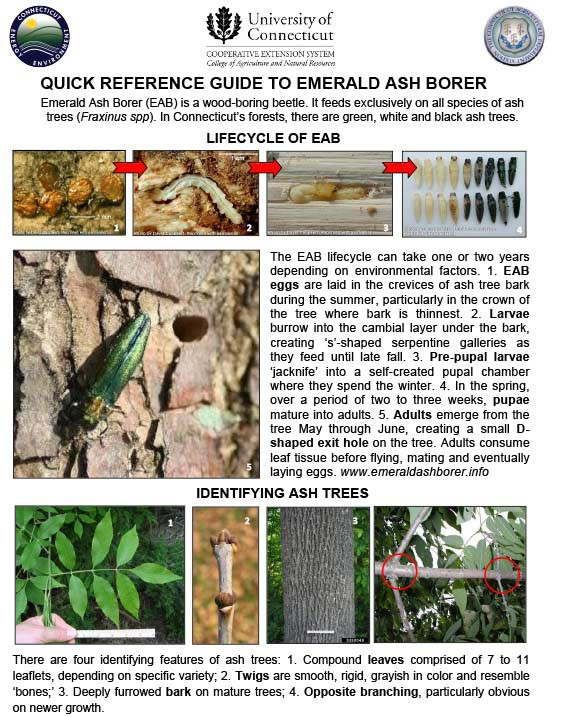 CONNECTICUT
ENERGY
ENVIRONMENT
University of
Connecticut
COOPERATIVE EXTENSION SYSTEM
College of Agriculture and Natural Resources
QUICK REFERENCE GUIDE TO EMERALD ASH BORER
Emerald Ash Borer (EAB) is a wood-boring beetle. It feeds exclusively on all species of ash
trees (Fraxinus spp). In Connecticut's forests, there are green, white and black ash trees.
LIFECYCLE OF EAB
1
2
3
4
The EAB lifecycle can take one or two years
depending on environmental factors. 1. EAB
eggs are laid in the crevices of ash tree bark
during the summer, particularly in the crown of
the tree where bark is thinnest. 2. Larvae
burrow into the cambial layer under the bark,
creating 's'-shaped serpentine galleries as
they feed until late fall. 3. Pre-pupal larvae
'jacknife' into a self-created pupal chamber
where they spend the winter. 4. In the spring,
over a period of two to three weeks, pupae
mature into adults. 5. Adults emerge from the
tree May through June, creating a small D-
shaped exit hole on the tree. Adults consume
leaf tissue before flying, mating and eventually
laying eggs. www.emeraldashborer.info
5
IDENTIFYING ASH TREES
1
2
3
There are four identifying features of ash trees: 1. Compound leaves comprised of 7 to 11
leaflets, depending on specific variety; 2. Twigs are smooth, rigid, grayish in color and resemble
'bones;' 3. Deeply furrowed bark on mature trees; 4. Opposite branching, particularly obvious
on newer growth.